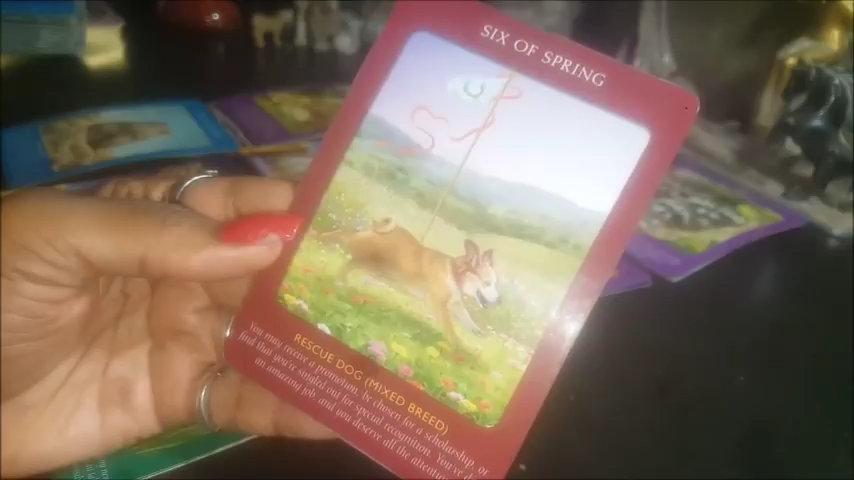 SIX OF SPRING
RESCUE DOG (MIXED BREED)
You may receive a promotion, be chosen for a scholarship, or
find that you're singled out for special recognition. You've d
an amazing job, and you deserve all the attentio